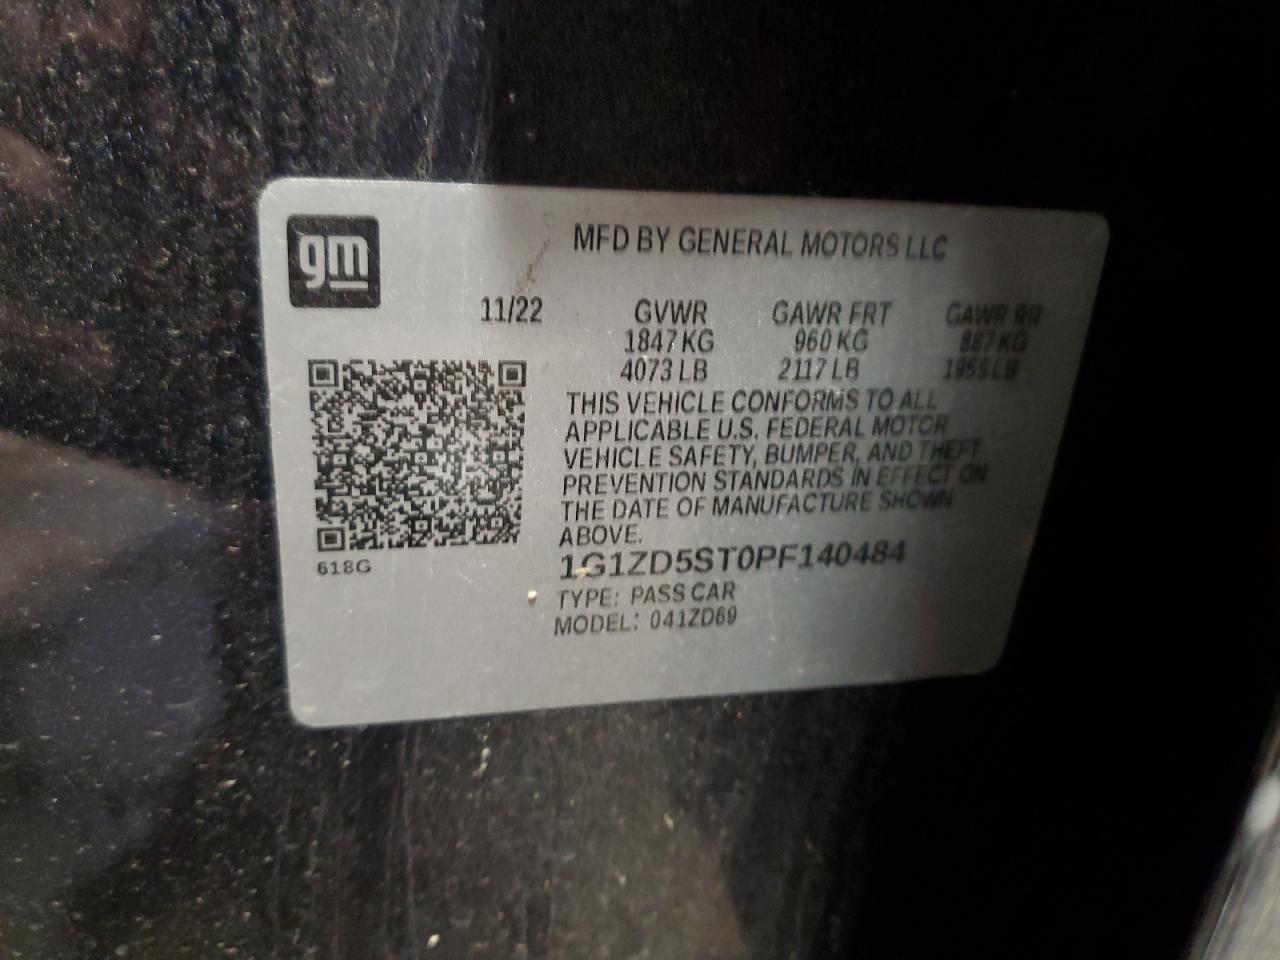 gm
MFD BY GENERAL MOTORS LLC
11/22 GVWR GAWR FRT GAWR RR
1847 KG 960 KG 887 KG
4073 LB 2117 LB 1955 LB
THIS VEHICLE CONFORMS TO ALL
APPLICABLE U.S. FEDERAL MOTOR
VEHICLE SAFETY, BUMPER, AND THEFT
PREVENTION STANDARDS IN EFFECT ON
THE DATE OF MANUFACTURE SHOWN
ABOVE.
1G1ZD5ST0PF140484
618G
TYPE: PASS CAR
MODEL: 041ZD69